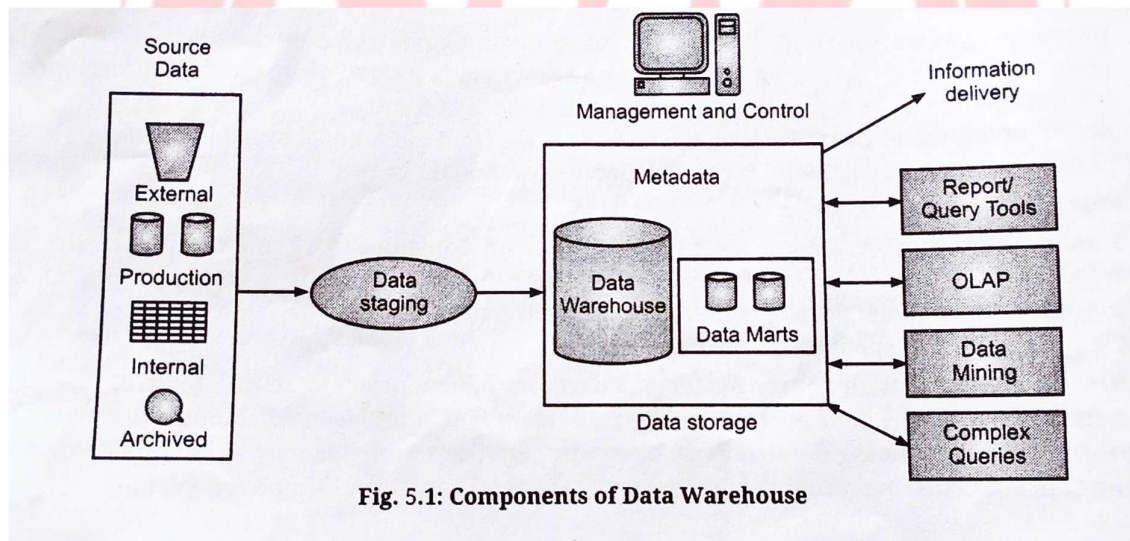 Source
Data
External
Production
Internal
Archived
Data
staging
Management and Control
Metadata
Data
Warehouse
Data Marts
Data storage
Information
delivery
Report/
Query Tools
OLAP
Data
Mining
Complex
Queries
Fig. 5.1: Components of Data Warehouse